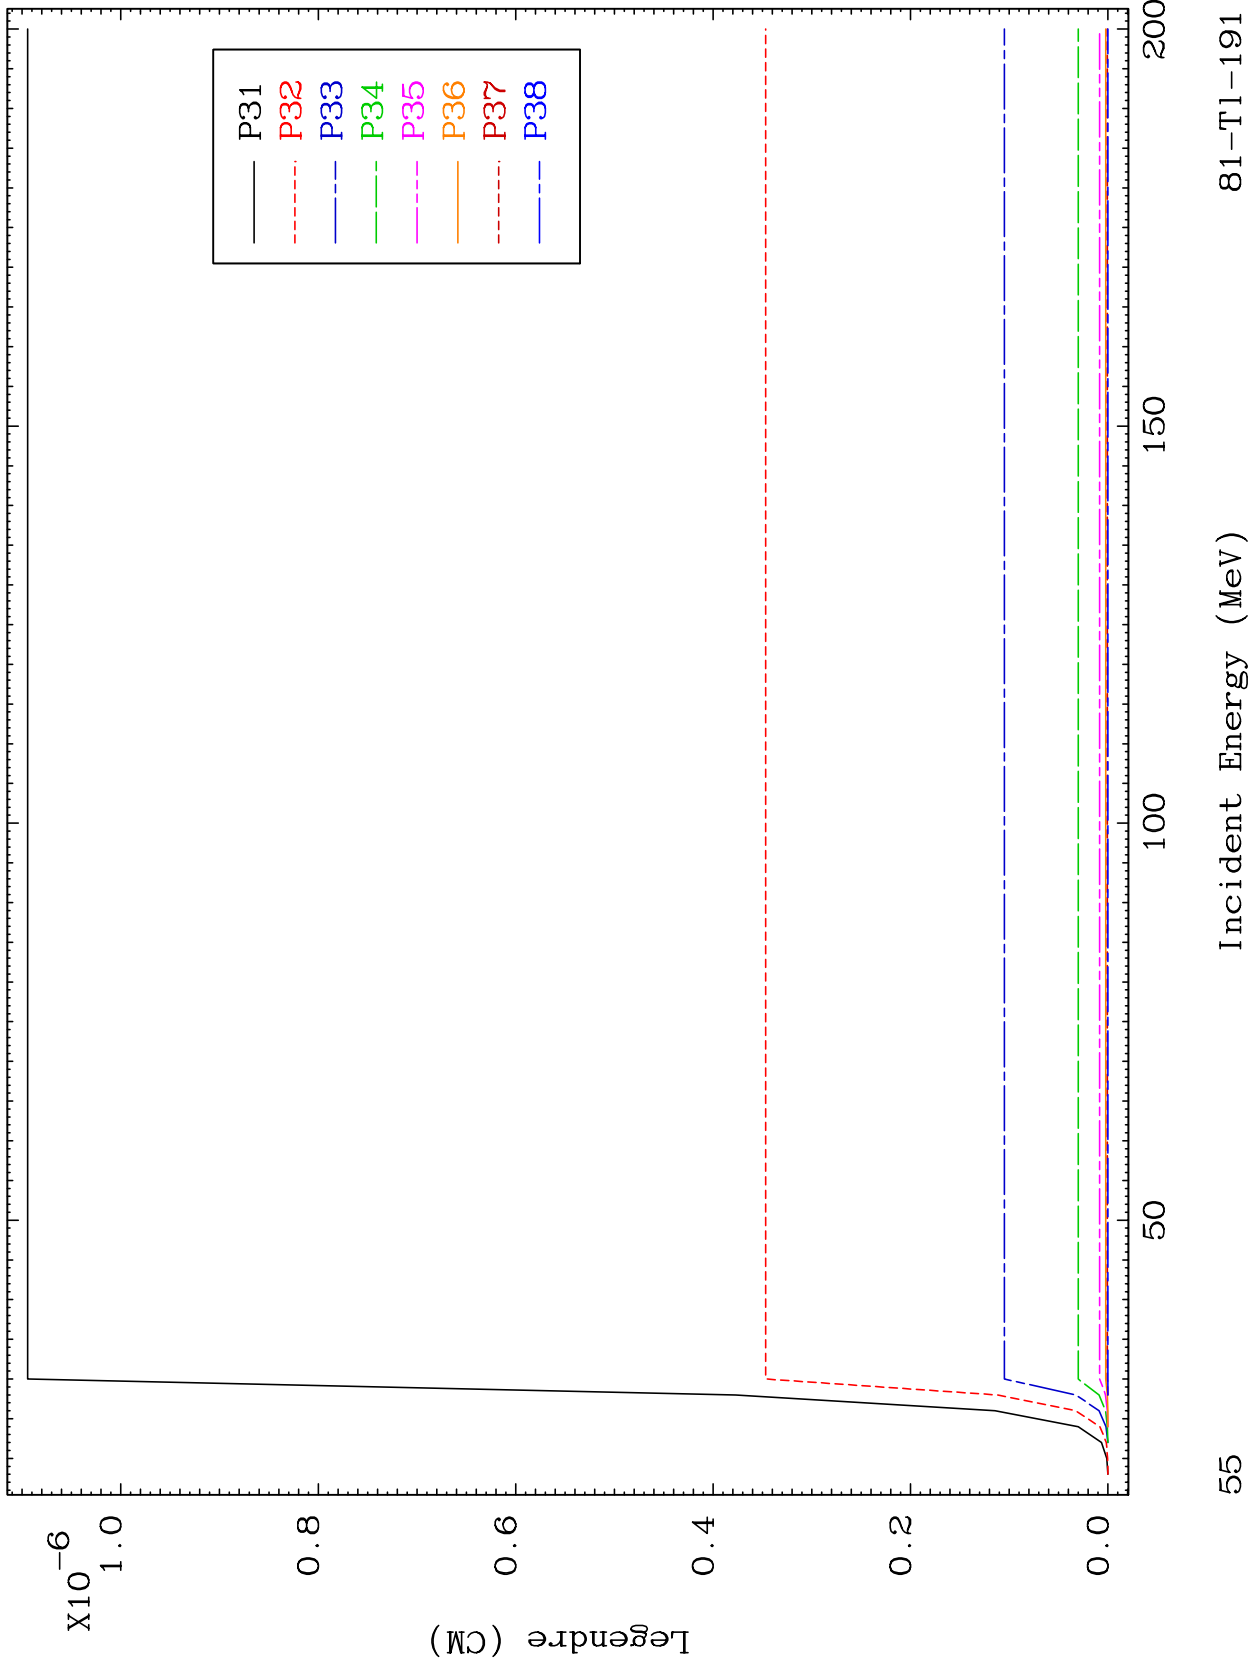 X10-6
1.0
0.8
0.6
0.4
0.2
0.0
Legendre (CM)
P31
P32
P33
P34
P35
P36
P37
P38
50
100
150
200
Incident Energy (MeV)
55
81-Tl-191